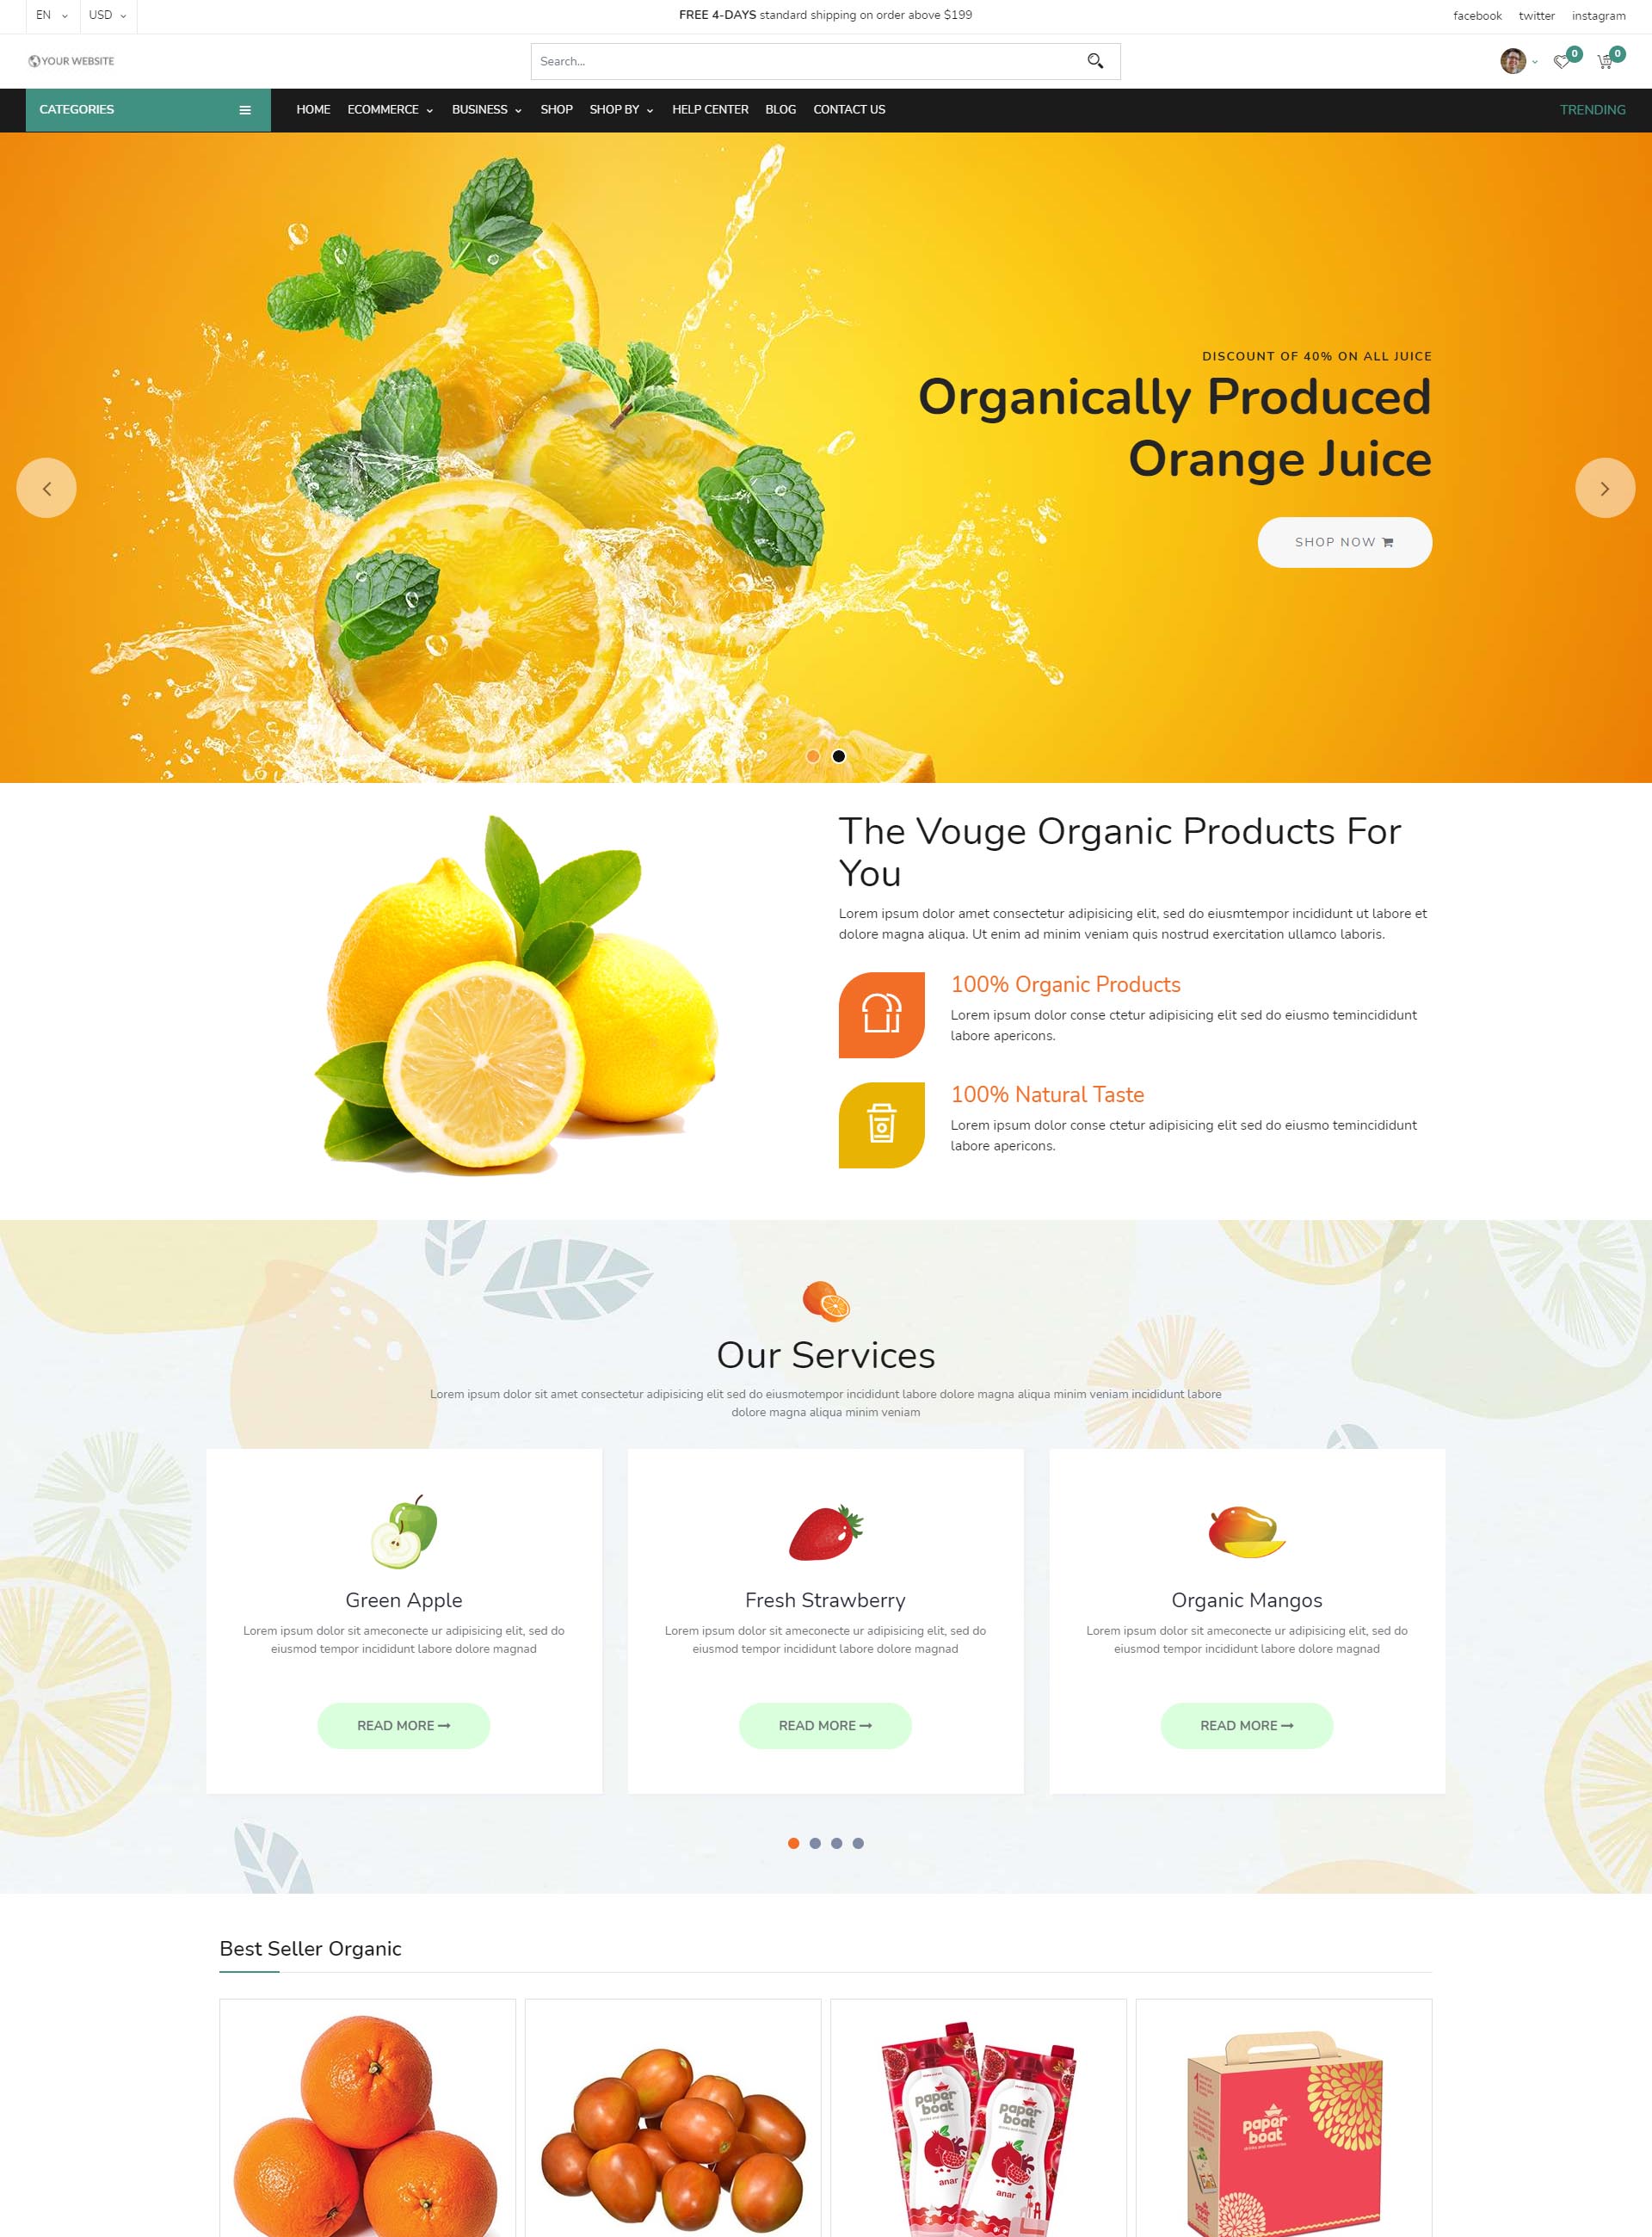 EN USD FREE 4-DAYS standard shipping on order above $199 facebook twitter instagram
YOUR WEBSITE Search... 0 0
CATEGORIES HOME ECOMMERCE BUSINESS SHOP SHOP BY HELP CENTER BLOG CONTACT US TRENDING
DISCOUNT OF 40% ON ALL JUICE
Organically Produced
Orange Juice
SHOP NOW
The Vouge Organic Products For
You
Lorem ipsum dolor amet consectetur adipisicing elit, sed do eiusmtempor incididunt ut labore et
dolore magna aliqua. Ut enim ad minim veniam quis nostrud exercitation ullamco laboris.
100% Organic Products
Lorem ipsum dolor conse ctetur adipisicing elit sed do eiusmo temincididunt
labore apericons.
100% Natural Taste
Lorem ipsum dolor conse ctetur adipisicing elit sed do eiusmo temincididunt
labore apericons.
Our Services
Lorem ipsum dolor sit amet consectetur adipisicing elit sed do eiusmotempor incididunt labore dolore magna aliqua minim veniam incididunt labore
dolore magna aliqua minim veniam
Green Apple
Lorem ipsum dolor sit ameconecte ur adipisicing elit, sed do
eiusmod tempor incididunt labore dolore magnad
READ MORE
Fresh Strawberry
Lorem ipsum dolor sit ameconecte ur adipisicing elit, sed do
eiusmod tempor incididunt labore dolore magnad
READ MORE
Organic Mangos
Lorem ipsum dolor sit ameconecte ur adipisicing elit, sed do
eiusmod tempor incididunt labore dolore magnad
READ MORE
Best Seller Organic
paper
boat
anar
paper
boat
anar
paper
boat
drinks and memories